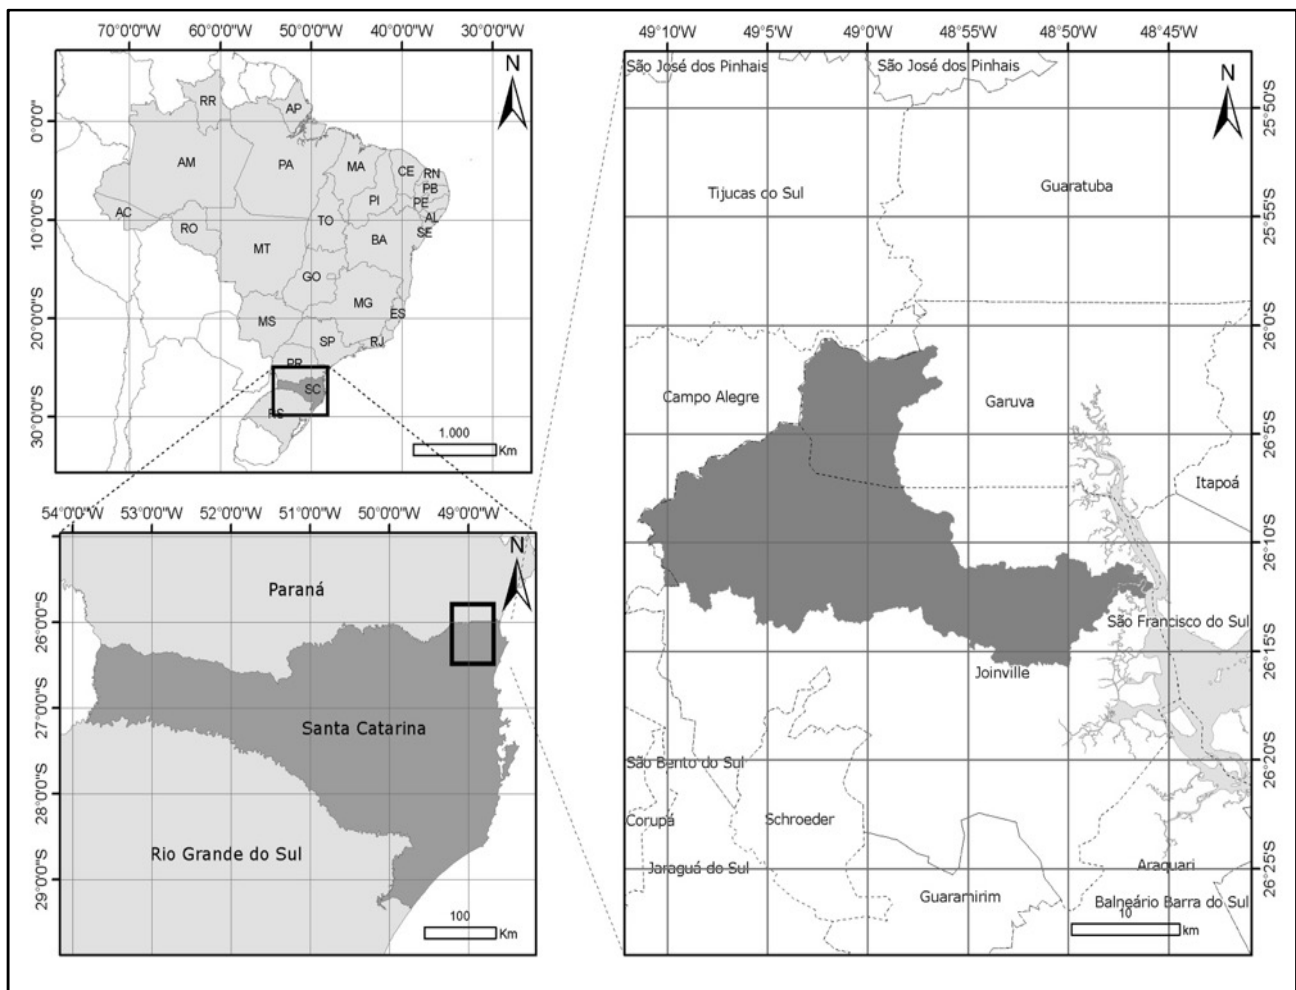 70°0'0"W 60°0'0"W 50°0'0"W 40°0'0"W 30°0'0"W
N
0°0'0"
10°0'0"S
20°0'0"S
30°0'0"S
RR
AP
AM
PA
MA
CE
RN
PB
PE
PI
AL
SE
AC
RO
TO
BA
MT
GO
MG
ES
MS
SP
RJ
PR
SC
RS
1.000
Km
54°0'0"W 53°0'0"W 52°0'0"W 51°0'0"W 50°0'0"W 49°0'0"W
N
26°0'0"S
27°0'0"S
28°0'0"S
29°0'0"S
Paraná
Santa Catarina
Rio Grande do Sul
100
Km
49°10'W 49°5'W 49°0'W 48°55'W 48°50'W 48°45'W
N
25°50'S
25°55'S
26°0'S
26°5'S
26°10'S
26°15'S
26°20'S
26°25'S
São José dos Pinhais
São José dos Pinhais
Tijucas do Sul
Guaratuba
Campo Alegre
Garuva
Itapoá
São Francisco do Sul
Joinville
São Bento do Sul
Corupá
Schroeder
Jaraguá do Sul
Guaramirim
Araquari
Balneário Barra do Sul
10
km